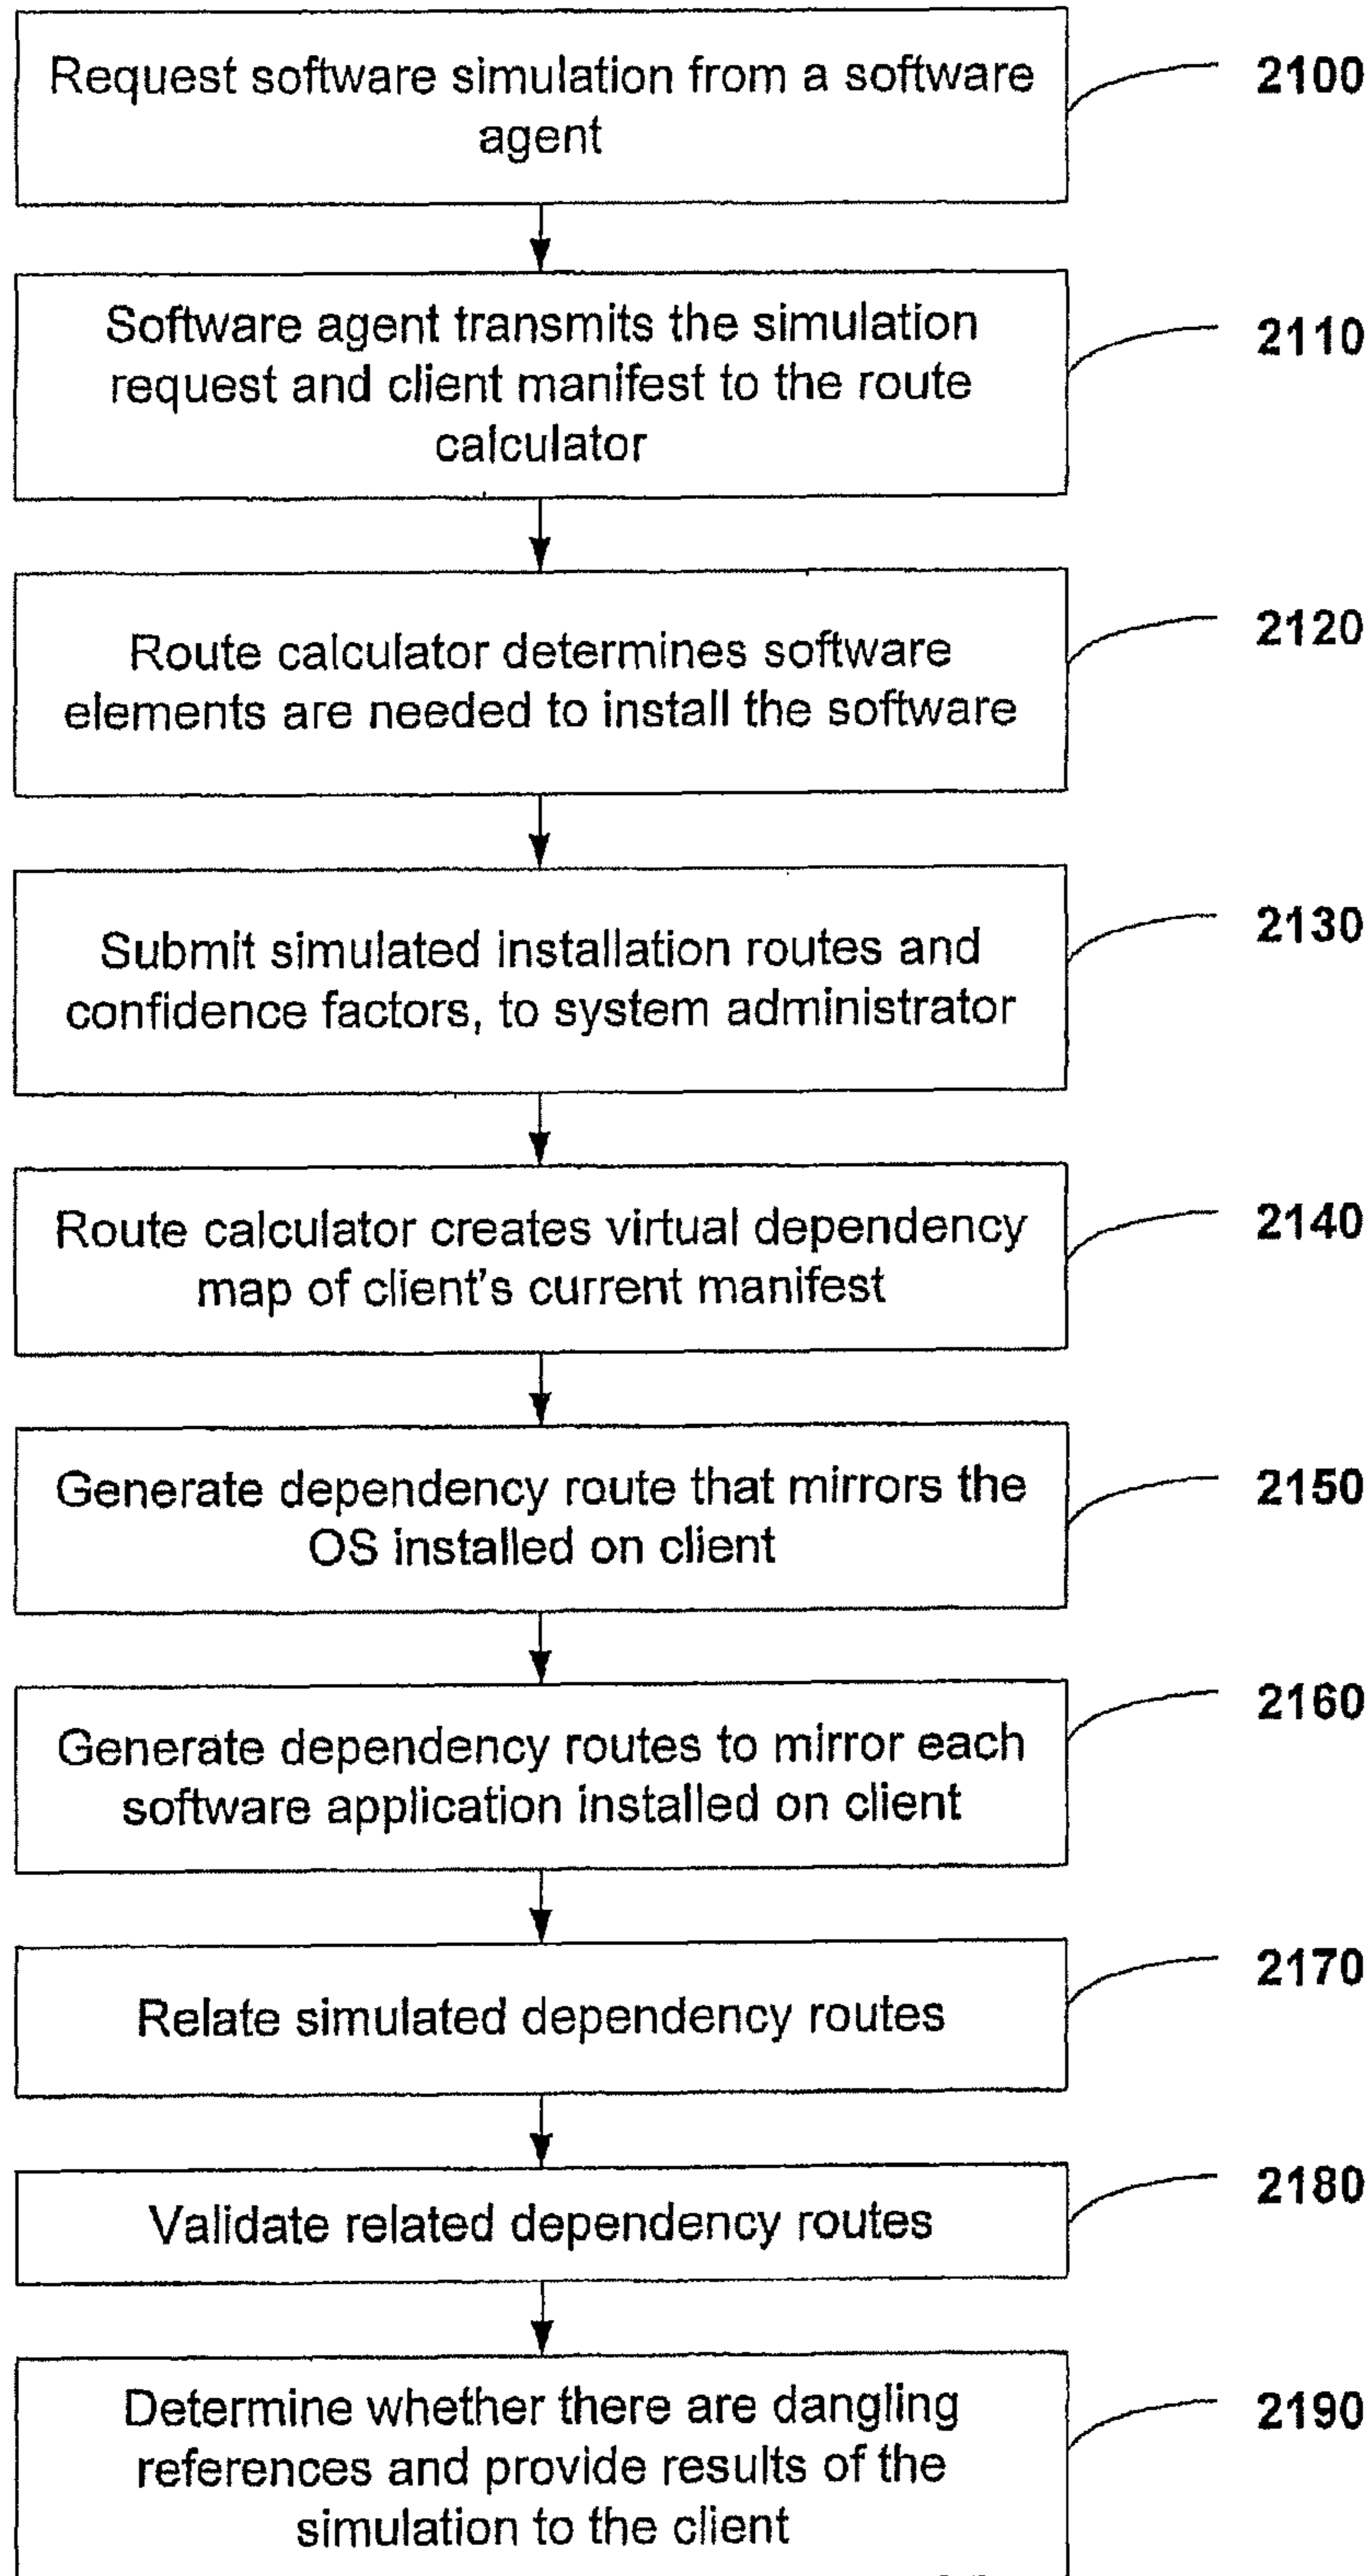 Request software simulation from a software
agent
2100
Software agent transmits the simulation
request and client manifest to the route
calculator
2110
Route calculator determines software
elements are needed to install the software
2120
Submit simulated installation routes and
confidence factors, to system administrator
2130
Route calculator creates virtual dependency
map of client's current manifest
2140
Generate dependency route that mirrors the
OS installed on client
2150
Generate dependency routes to mirror each
software application installed on client
2160
Relate simulated dependency routes
2170
Validate related dependency routes
2180
Determine whether there are dangling
references and provide results of the
simulation to the client
2190